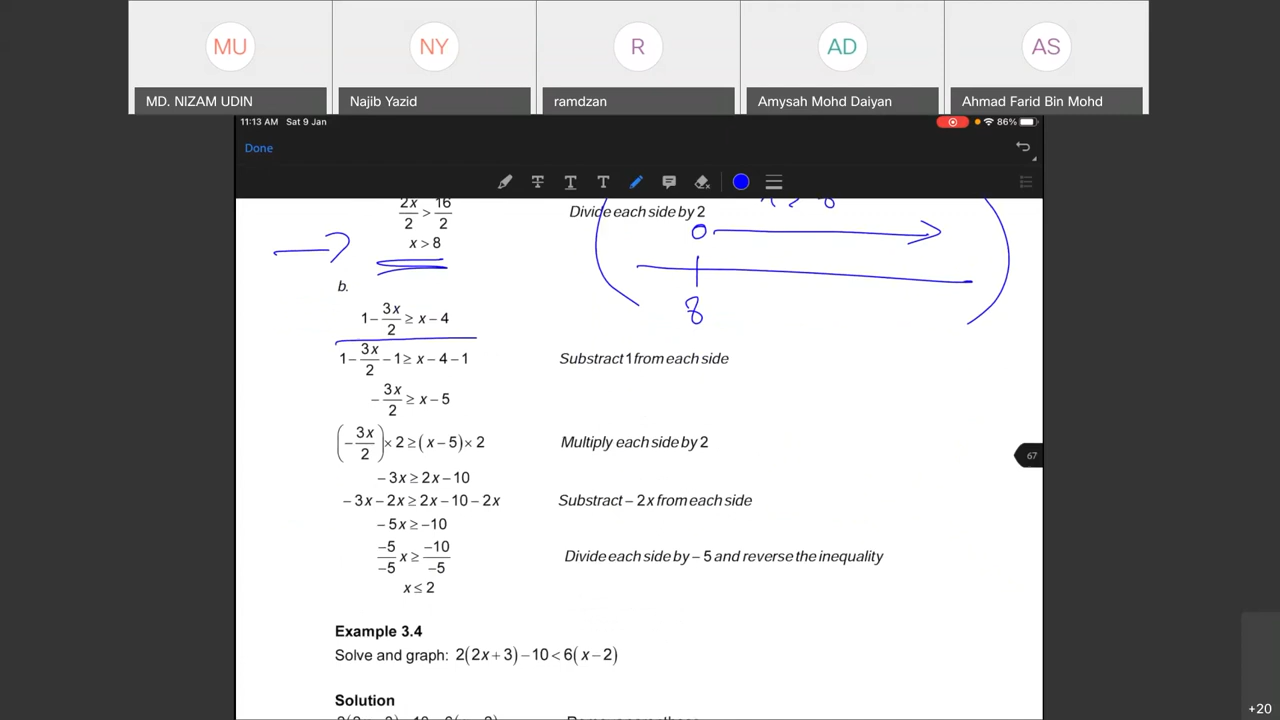 MU NY R AD AS
MD. NIZAM UDIN Najib Yazid ramdzan Amysah Mohd Daiyan Ahmad Farid Bin Mohd
11:13 AM Sat 9 Jan 86%
Done
2x/2 > 16/2 Divide each side by 2
x > 8
8
b.
1 − 3x/2 ≥ x − 4
1 − 3x/2 − 1 ≥ x − 4 − 1 Substract 1 from each side
− 3x/2 ≥ x − 5
(− 3x/2) × 2 ≥ (x − 5) × 2 Multiply each side by 2
67
− 3x ≥ 2x − 10
− 3x − 2x ≥ 2x − 10 − 2x Substract − 2x from each side
− 5x ≥ −10
−5/−5 x ≥ −10/−5 Divide each side by − 5 and reverse the inequality
x ≤ 2
Example 3.4
Solve and graph: 2(2x + 3) − 10 < 6(x − 2)
Solution
+20